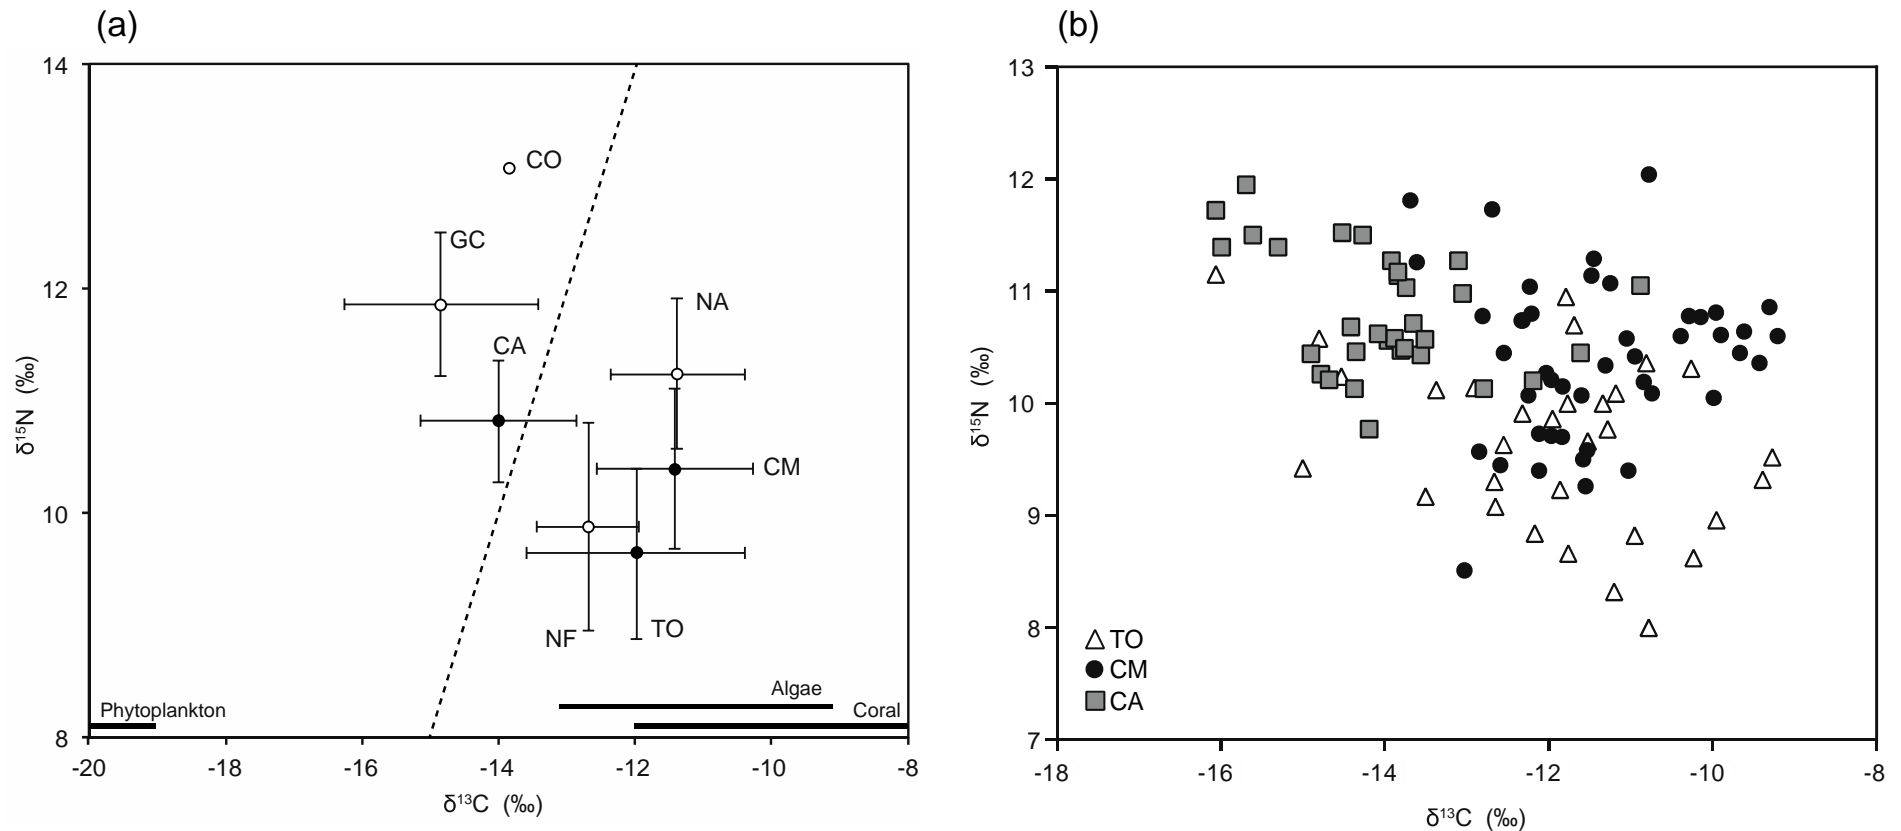 (a)
14
12
10
8
δ15N (‰)
CO
GC
NA
CA
CM
NF
TO
Algae
Phytoplankton
Coral
-20 -18 -16 -14 -12 -10 -8
δ13C (‰)
(b)
13
12
11
10
9
8
7
δ15N (‰)
TO
CM
CA
-18 -16 -14 -12 -10 -8
δ13C (‰)